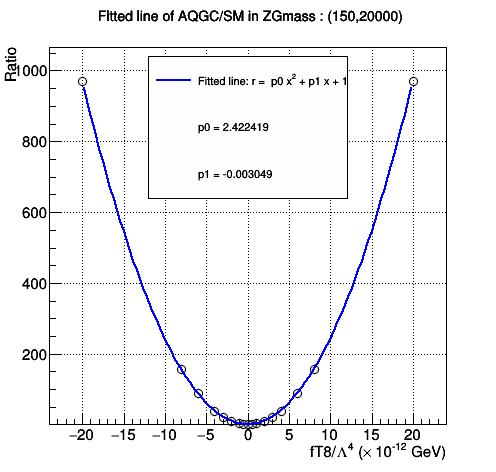 FItted line of AQGC/SM in ZGmass : (150,20000)
Ratio
1000
800
600
400
200
Fitted line: r = p0 x² + p1 x + 1
p0 = 2.422419
p1 = -0.003049
−20 −15 −10 −5 0 5 10 15 20
fT8/Λ⁴ (× 10⁻¹² GeV)